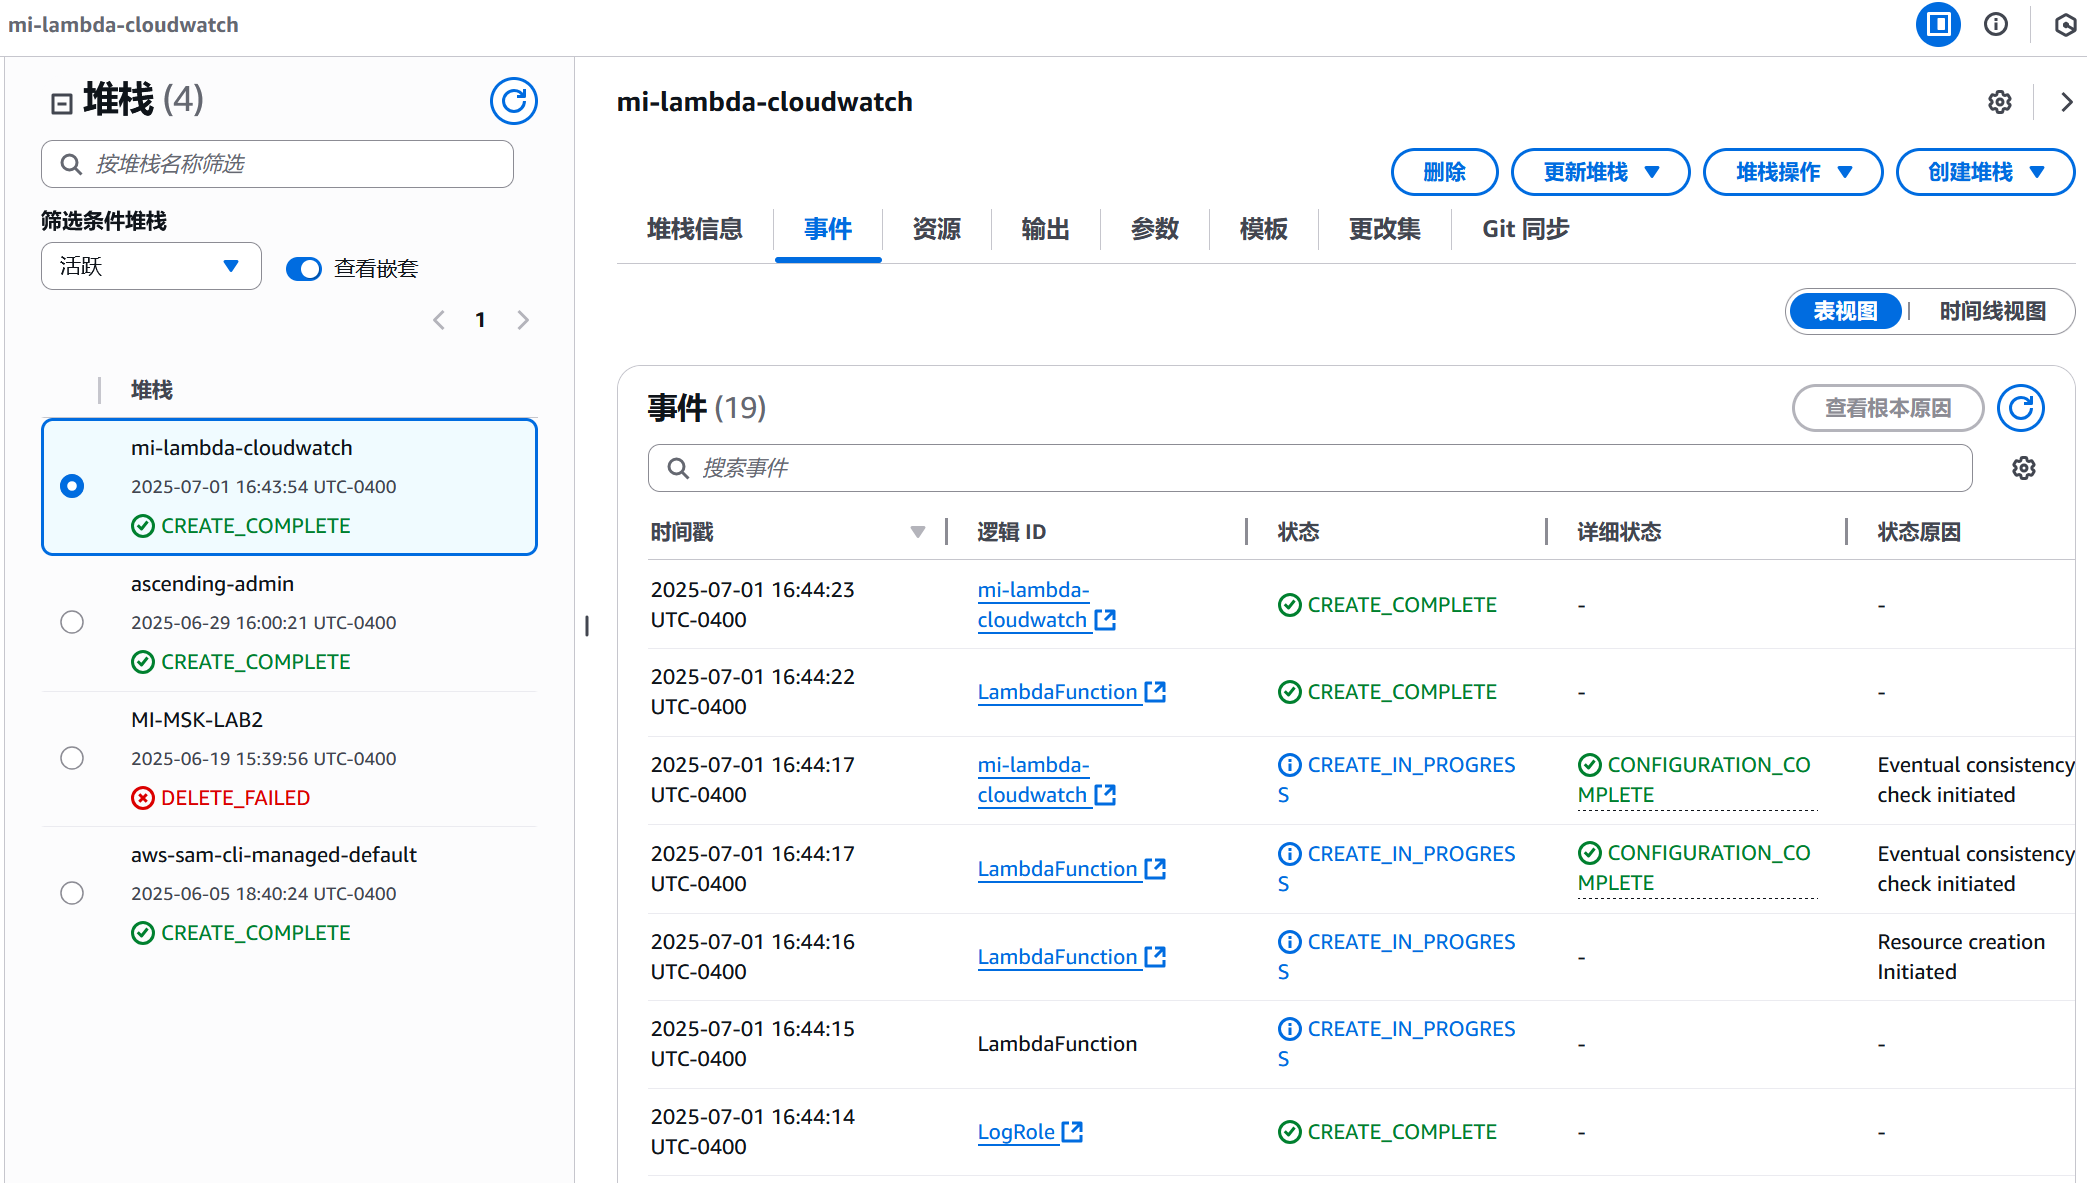 mi-lambda-cloudwatch
堆栈 (4)
按堆栈名称筛选
筛选条件堆栈
活跃
查看嵌套
1
堆栈
mi-lambda-cloudwatch
2025-07-01 16:43:54 UTC-0400
CREATE_COMPLETE
ascending-admin
2025-06-29 16:00:21 UTC-0400
CREATE_COMPLETE
MI-MSK-LAB2
2025-06-19 15:39:56 UTC-0400
DELETE_FAILED
aws-sam-cli-managed-default
2025-06-05 18:40:24 UTC-0400
CREATE_COMPLETE
mi-lambda-cloudwatch
删除 更新堆栈 堆栈操作 创建堆栈
堆栈信息 事件 资源 输出 参数 模板 更改集 Git 同步
表视图 时间线视图
事件 (19)
查看根本原因
搜索事件
时间戳 逻辑 ID 状态 详细状态 状态原因
2025-07-01 16:44:23
UTC-0400
mi-lambda-
cloudwatch
CREATE_COMPLETE
-
-
2025-07-01 16:44:22
UTC-0400
LambdaFunction
CREATE_COMPLETE
-
-
2025-07-01 16:44:17
UTC-0400
mi-lambda-
cloudwatch
CREATE_IN_PROGRES
S
CONFIGURATION_CO
MPLETE
Eventual consistency
check initiated
2025-07-01 16:44:17
UTC-0400
LambdaFunction
CREATE_IN_PROGRES
S
CONFIGURATION_CO
MPLETE
Eventual consistency
check initiated
2025-07-01 16:44:16
UTC-0400
LambdaFunction
CREATE_IN_PROGRES
S
-
Resource creation
Initiated
2025-07-01 16:44:15
UTC-0400
LambdaFunction
CREATE_IN_PROGRES
S
-
-
2025-07-01 16:44:14
UTC-0400
LogRole
CREATE_COMPLETE
-
-